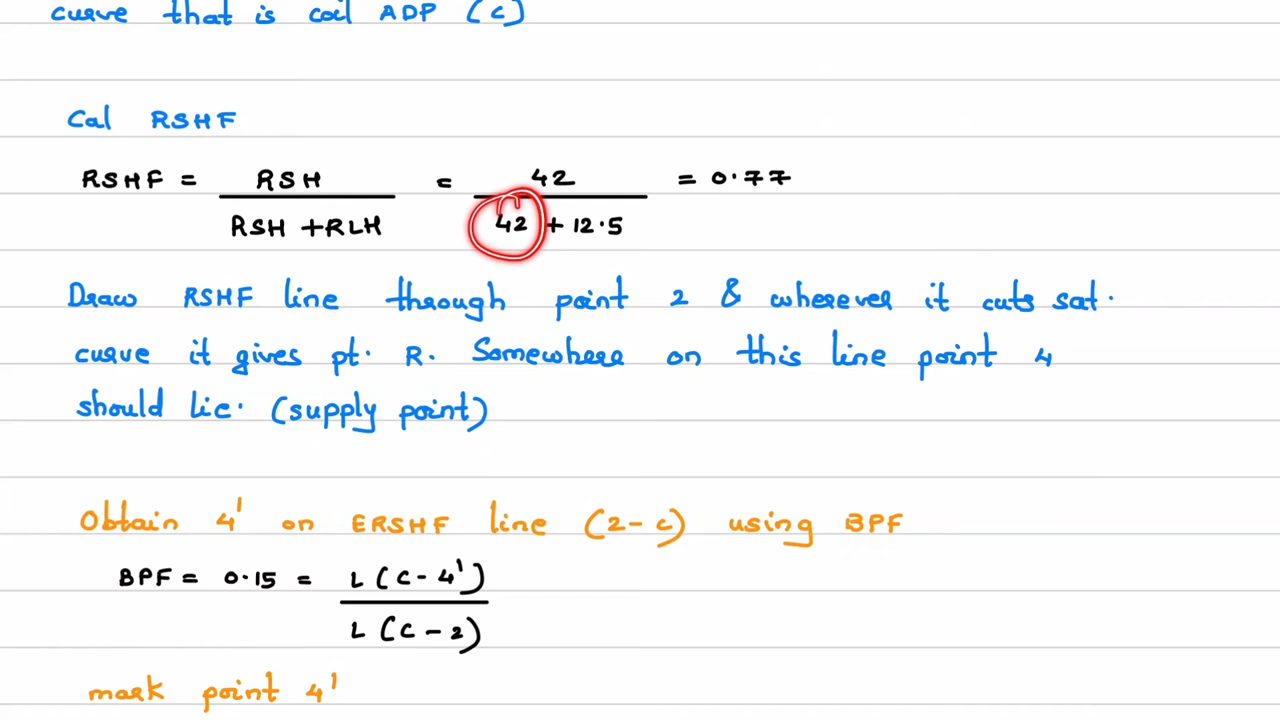 curve that is coil ADP (c)
Cal RSHF
RSHF = RSH / RSH + RLH = 42 / 42 + 12.5 = 0.77
Draw RSHF line through point 2 & wherever it cuts sat.
curve it gives pt. R. Somewhere on this line point 4
should lie. (supply point)
Obtain 4' on ERSHF line (2-c) using BPF
BPF = 0.15 = L(C-4') / L(C-2)
mark point 4'